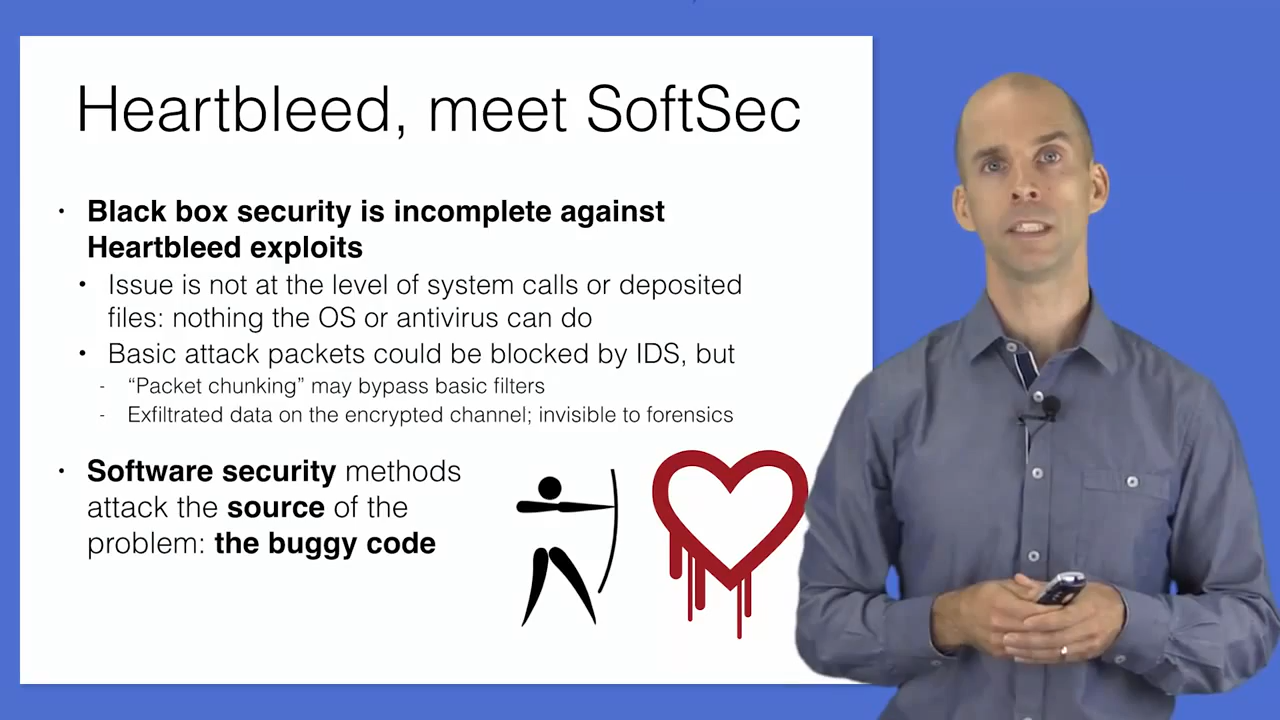 Heartbleed, meet SoftSec
• Black box security is incomplete against
Heartbleed exploits
• Issue is not at the level of system calls or deposited
files: nothing the OS or antivirus can do
• Basic attack packets could be blocked by IDS, but
- “Packet chunking” may bypass basic filters
- Exfiltrated data on the encrypted channel; invisible to forensics
• Software security methods
attack the source of the
problem: the buggy code